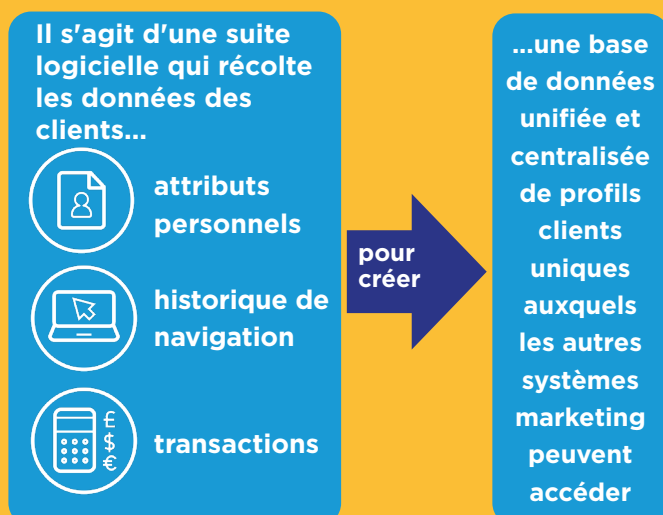 Il s'agit d'une suite
logicielle qui récolte
les données des
clients...
attributs
personnels
historique de
navigation
£
$
€
transactions
pour
créer
...une base
de données
unifiée et
centralisée
de profils
clients
uniques
auxquels
les autres
systèmes
marketing
peuvent
accéder